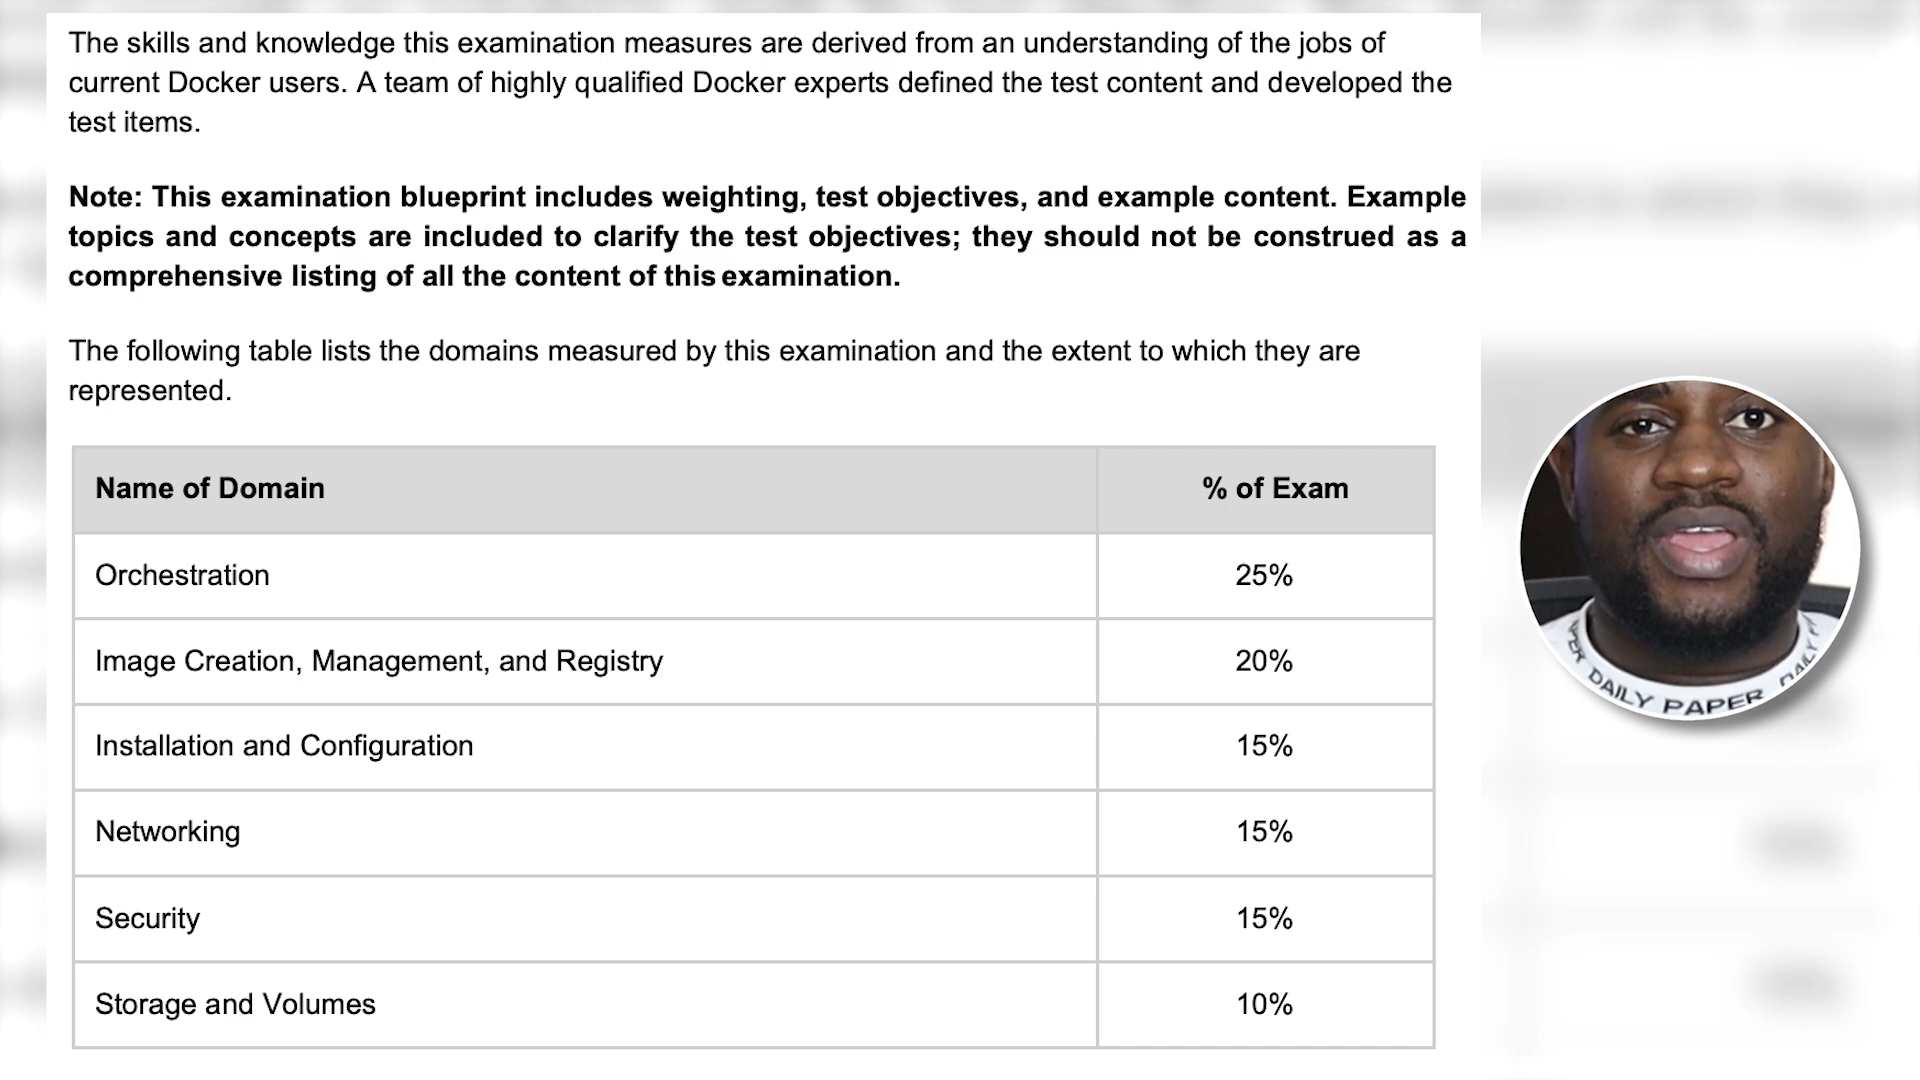 The skills and knowledge this examination measures are derived from an understanding of the jobs of
current Docker users. A team of highly qualified Docker experts defined the test content and developed the
test items.
Note: This examination blueprint includes weighting, test objectives, and example content. Example
topics and concepts are included to clarify the test objectives; they should not be construed as a
comprehensive listing of all the content of this examination.
The following table lists the domains measured by this examination and the extent to which they are
represented.
Name of Domain % of Exam
Orchestration 25%
Image Creation, Management, and Registry 20%
Installation and Configuration 15%
Networking 15%
Security 15%
Storage and Volumes 10%
DAILY PAPER